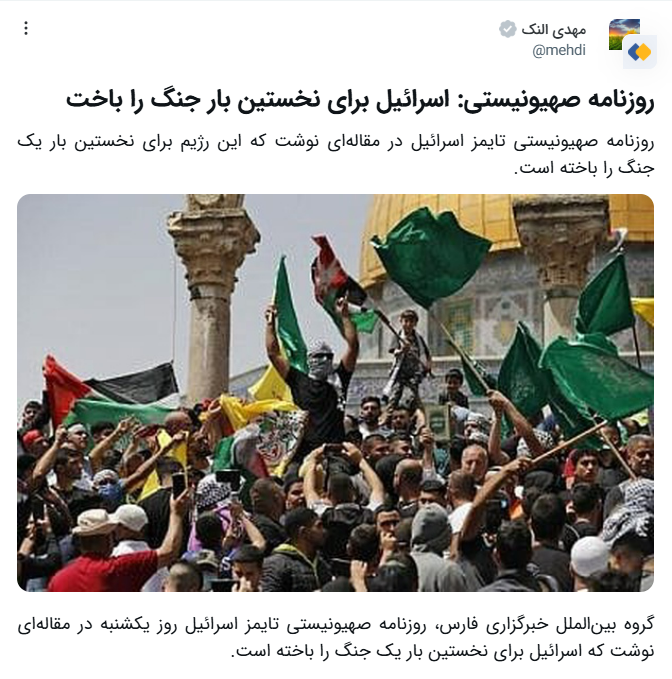 مهدی النک
@mehdi
روزنامه صهیونیستی: اسرائیل برای نخستین بار جنگ را باخت
روزنامه صهیونیستی تایمز اسرائیل در مقاله‌ای نوشت که این رژیم برای نخستین بار یک
جنگ را باخته است.
گروه بین‌الملل خبرگزاری فارس، روزنامه صهیونیستی تایمز اسرائیل روز یکشنبه در مقاله‌ای
نوشت که اسرائیل برای نخستین بار یک جنگ را باخته است.